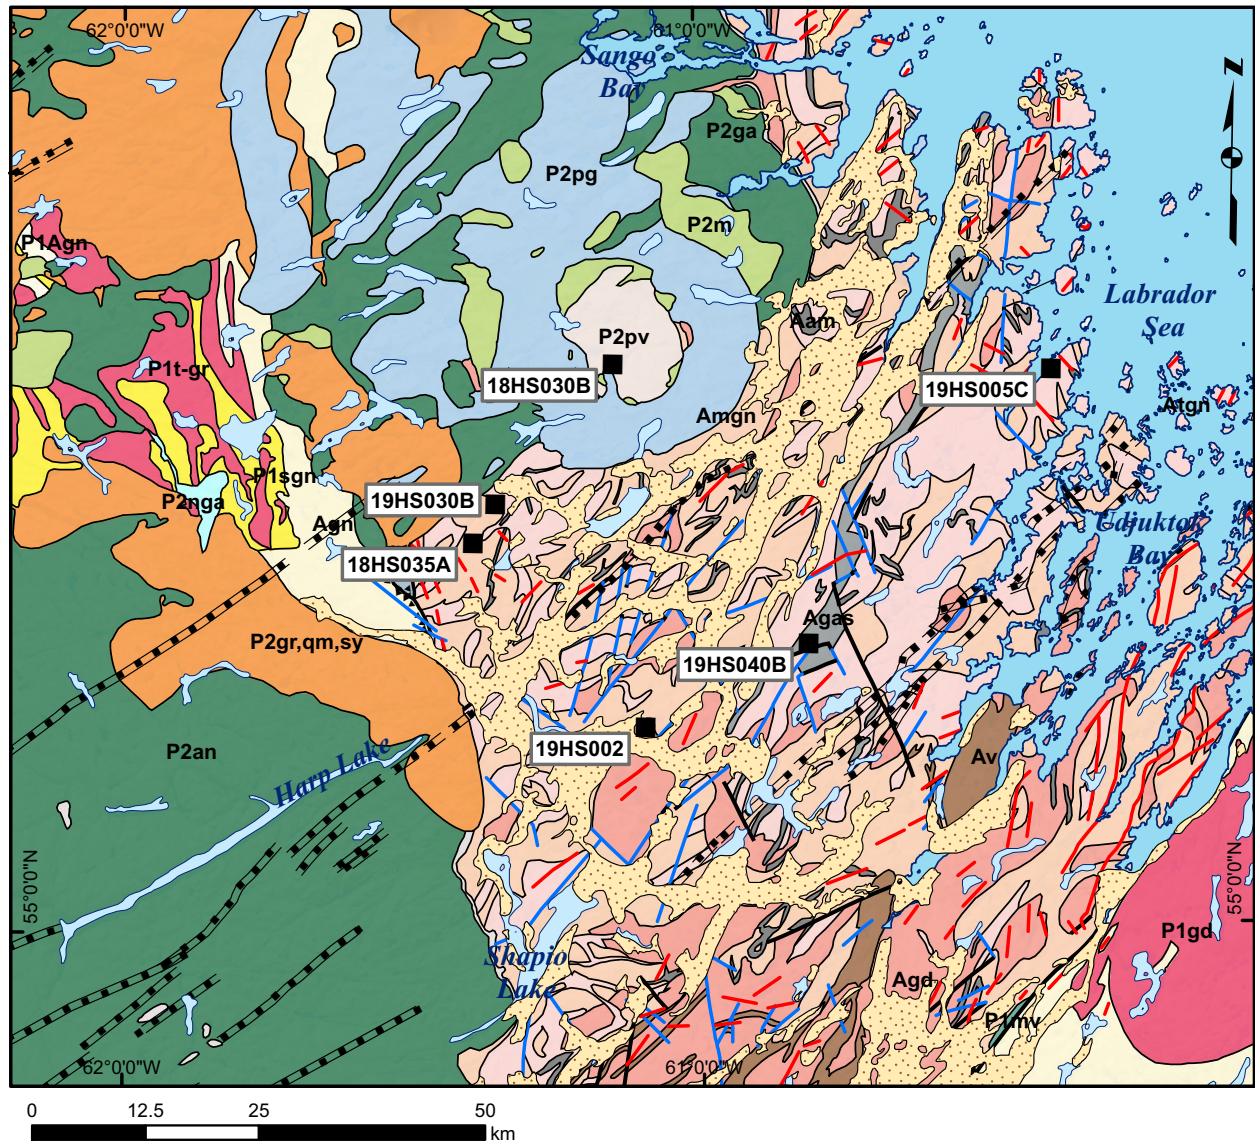 62°0'0"W
61°0'0"W
Sango
Bay
P2ga
N
P2pg
P2m
P1Agn
Labrador
Sea
Aam
P2pv
P1t-gr
18HS030B
19HS005C
Amgn
Atgn
P1sgn
P2nga
19HS030B
Agn
Udjuktok
Bay
18HS035A
Agas
P2gr,qm,sy
19HS040B
19HS002
P2an
Harp Lake
Av
55°0'0"N
55°0'0"N
P1gd
Shapio
Lake
Agd
P1mv
62°0'0"W
61°0'0"W
0 12.5 25 50
km